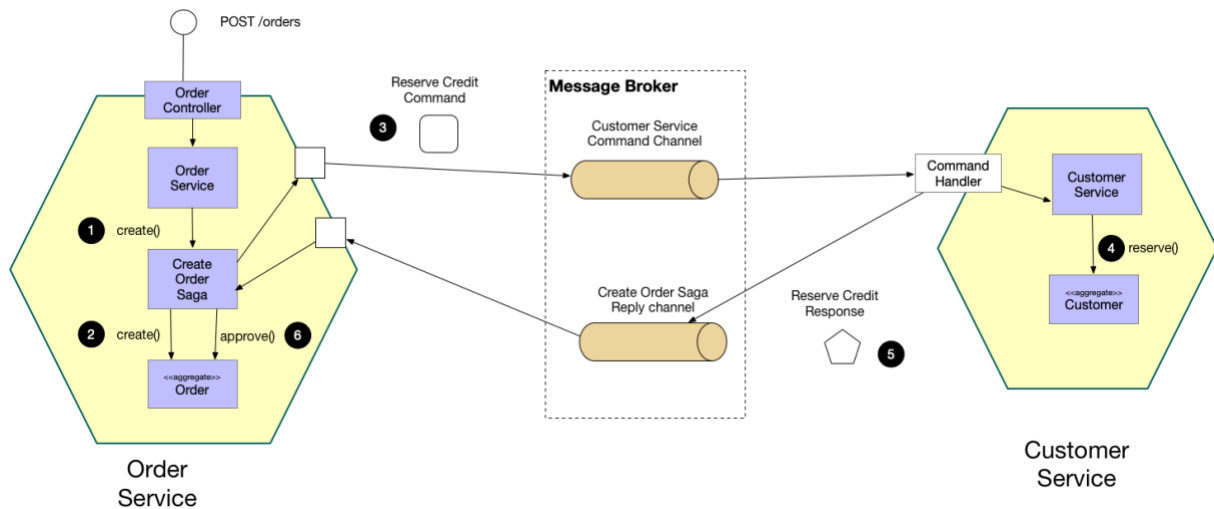 POST /orders
Order
Controller
Order
Service
1
create()
Create
Order
Saga
2
create()
approve()
6
<<aggregate>>
Order
Order
Service
Reserve Credit
Command
3
Message Broker
Customer Service
Command Channel
Create Order Saga
Reply channel
Reserve Credit
Response
5
Command
Handler
Customer
Service
4
reserve()
<<aggregate>>
Customer
Customer
Service